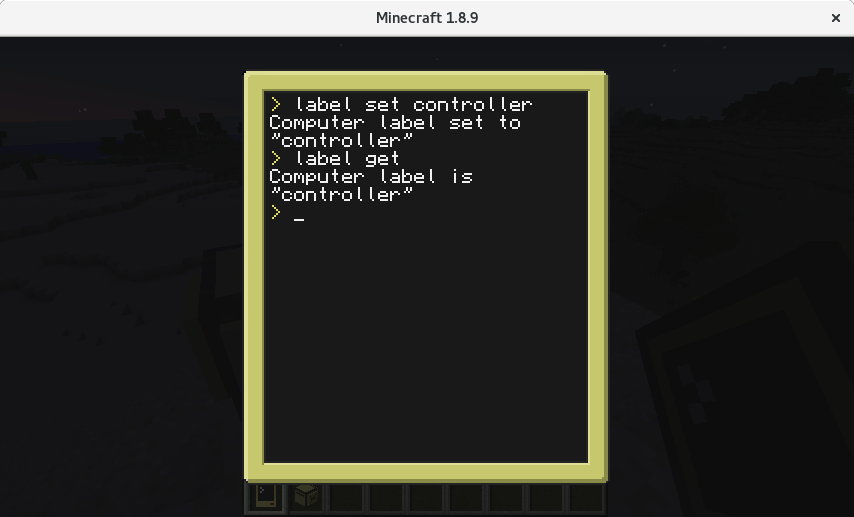 Minecraft 1.8.9
> label set controller
Computer label set to
"controller"
> label get
Computer label is
"controller"
> _